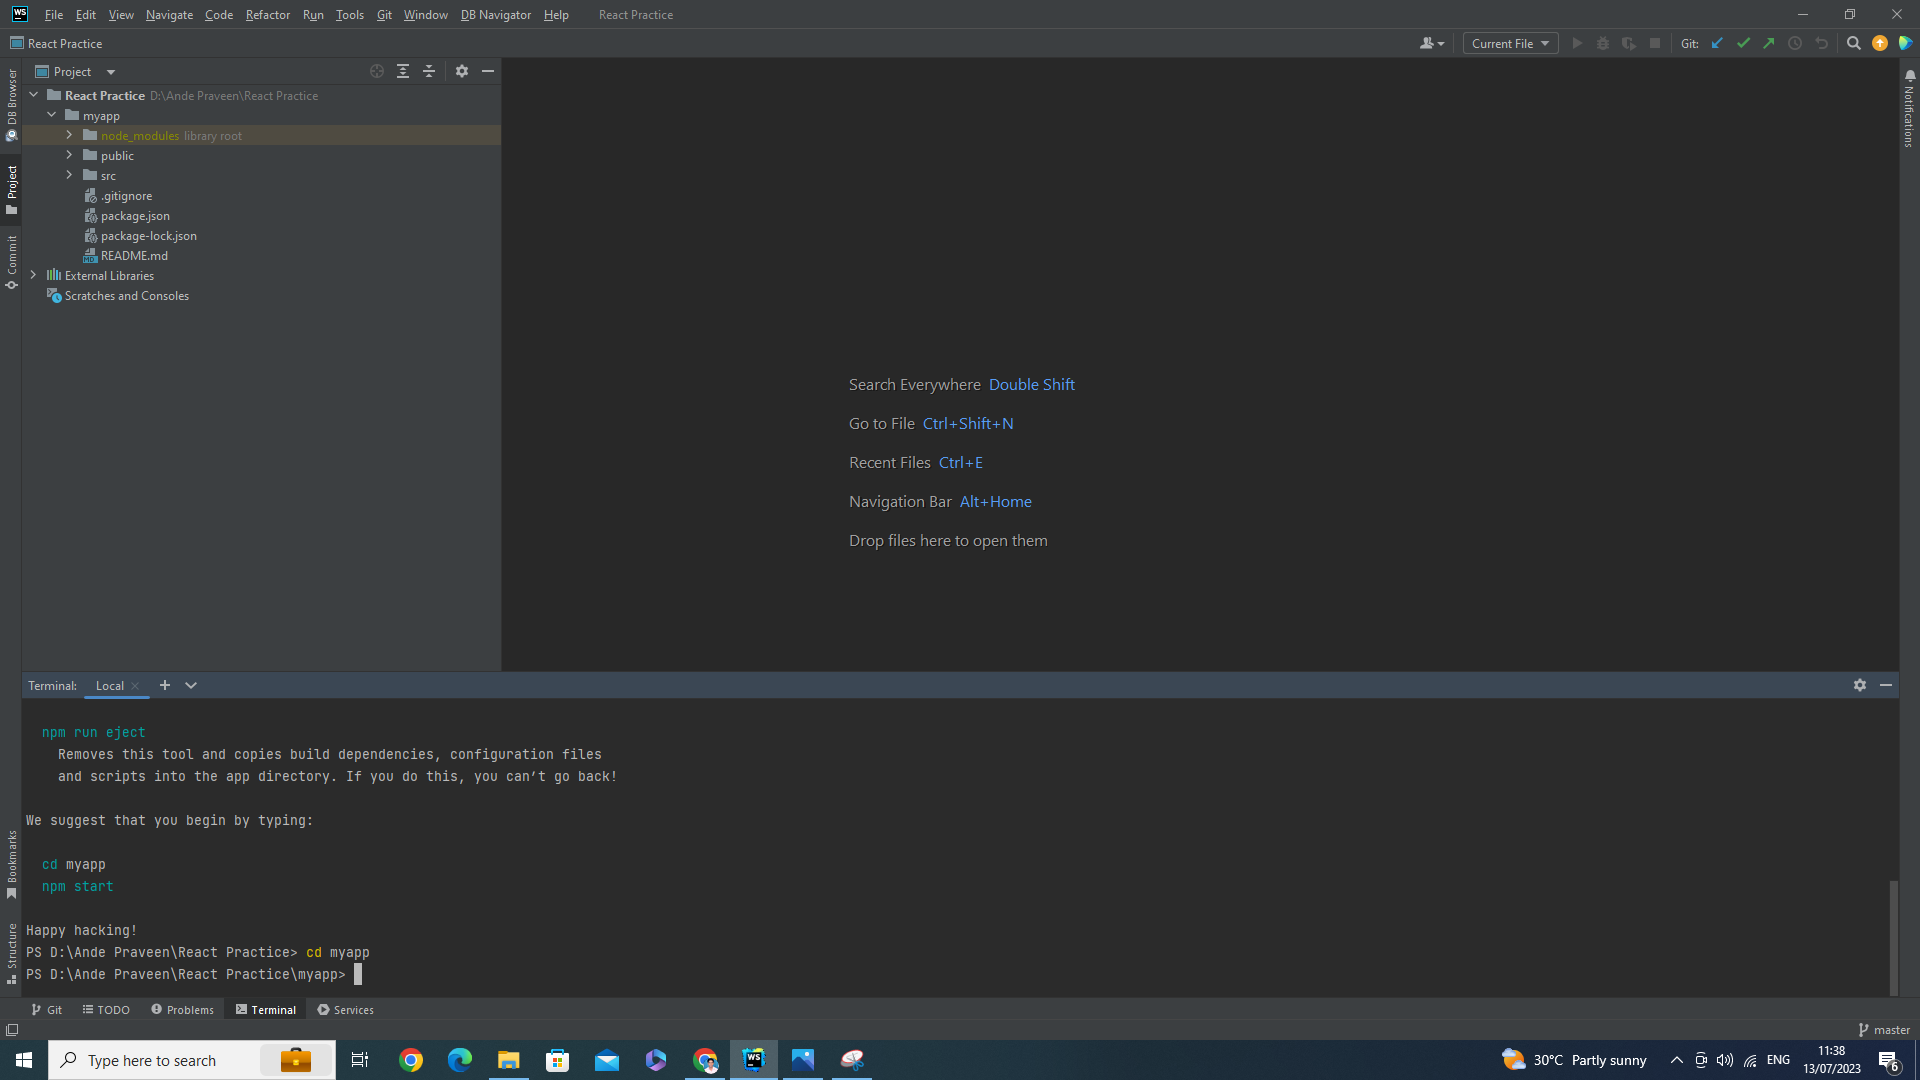 WS File Edit View Navigate Code Refactor Run Tools Git Window DB Navigator Help React Practice
React Practice Current File Git:
Project
React Practice D:\Ande Praveen\React Practice
myapp
node_modules library root
public
src
.gitignore
package.json
package-lock.json
MD README.md
External Libraries
Scratches and Consoles
DB Browser
Project
Commit
Bookmarks
Structure
Notifications
Search Everywhere Double Shift
Go to File Ctrl+Shift+N
Recent Files Ctrl+E
Navigation Bar Alt+Home
Drop files here to open them
Terminal: Local
npm run eject
Removes this tool and copies build dependencies, configuration files
and scripts into the app directory. If you do this, you can’t go back!
We suggest that you begin by typing:
cd myapp
npm start
Happy hacking!
PS D:\Ande Praveen\React Practice> cd myapp
PS D:\Ande Praveen\React Practice\myapp>
Git TODO Problems Terminal Services
master
Type here to search WS 30°C Partly sunny ENG 11:38
13/07/2023 6